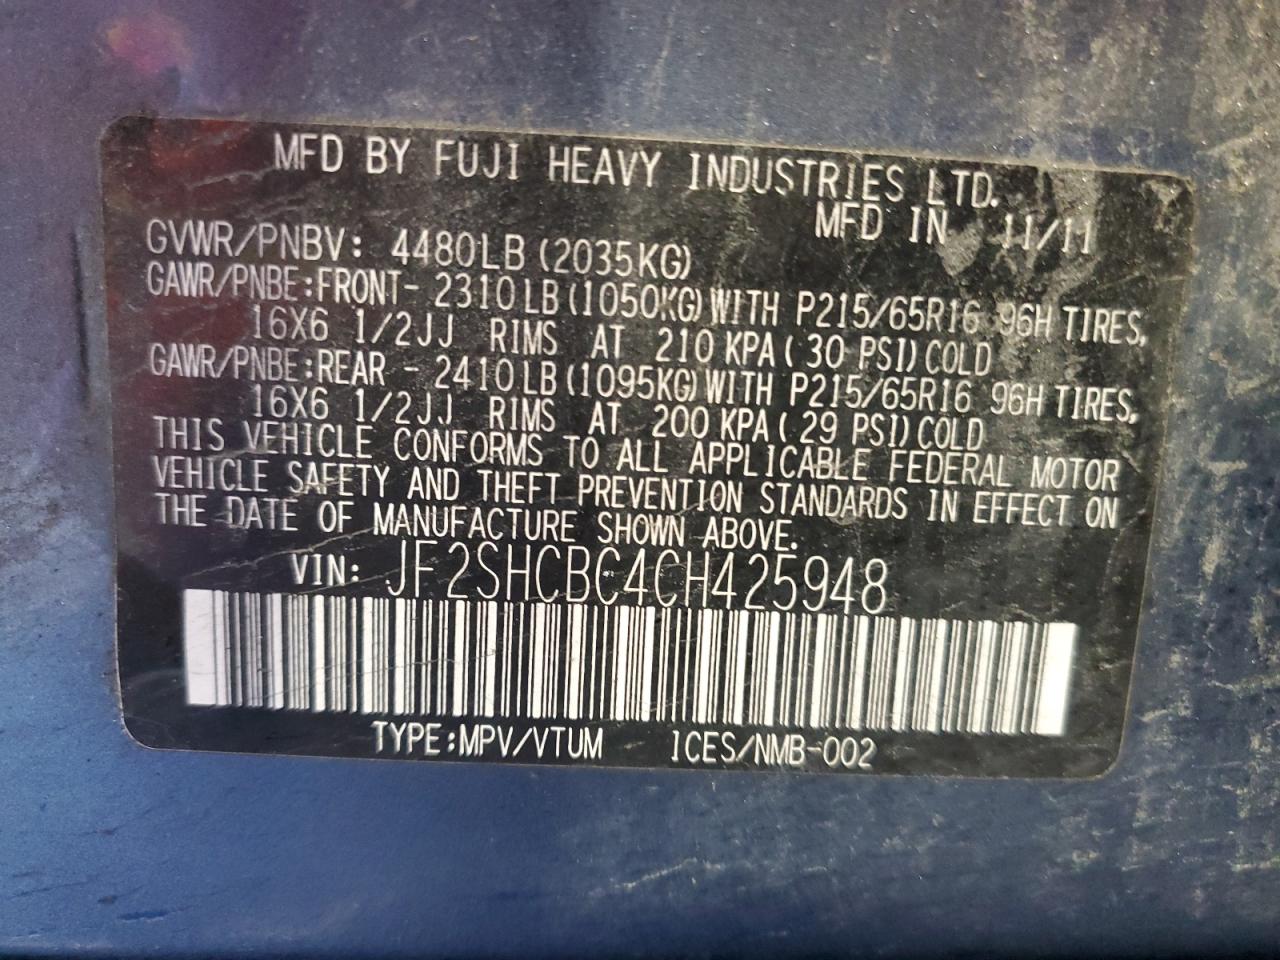 MFD BY FUJI HEAVY INDUSTRIES LTD.
MFD IN 11/11
GVWR/PNBV: 4480LB (2035KG)
GAWR/PNBE:FRONT- 2310LB(1050KG)WITH P215/65R16 96H TIRES,
16X6 1/2JJ RIMS AT 210 KPA( 30 PSI)COLD
GAWR/PNBE:REAR - 2410LB(1095KG)WITH P215/65R16 96H TIRES,
16X6 1/2JJ RIMS AT 200 KPA( 29 PSI)COLD
THIS VEHICLE CONFORMS TO ALL APPLICABLE FEDERAL MOTOR
VEHICLE SAFETY AND THEFT PREVENTION STANDARDS IN EFFECT ON
THE DATE OF MANUFACTURE SHOWN ABOVE.
VIN: JF2SHCBC4CH425948
TYPE:MPV/VTUM ICES/NMB-002